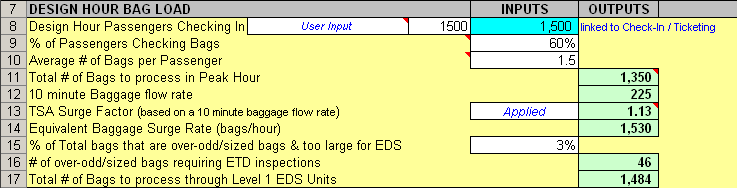 7 DESIGN HOUR BAG LOAD INPUTS OUTPUTS
8 Design Hour Passengers Checking In User Input 1500 1,500 linked to Check-In / Ticketing
9 % of Passengers Checking Bags 60%
10 Average # of Bags per Passenger 1.5
11 Total # of Bags to process in Peak Hour 1,350
12 10 minute Baggage flow rate 225
13 TSA Surge Factor (based on a 10 minute baggage flow rate) Applied 1.13
14 Equivalent Baggage Surge Rate (bags/hour) 1,530
15 % of Total bags that are over-odd/sized bags & too large for EDS 3%
16 # of over-odd/sized bags requiring ETD inspections 46
17 Total # of Bags to process through Level 1 EDS Units 1,484